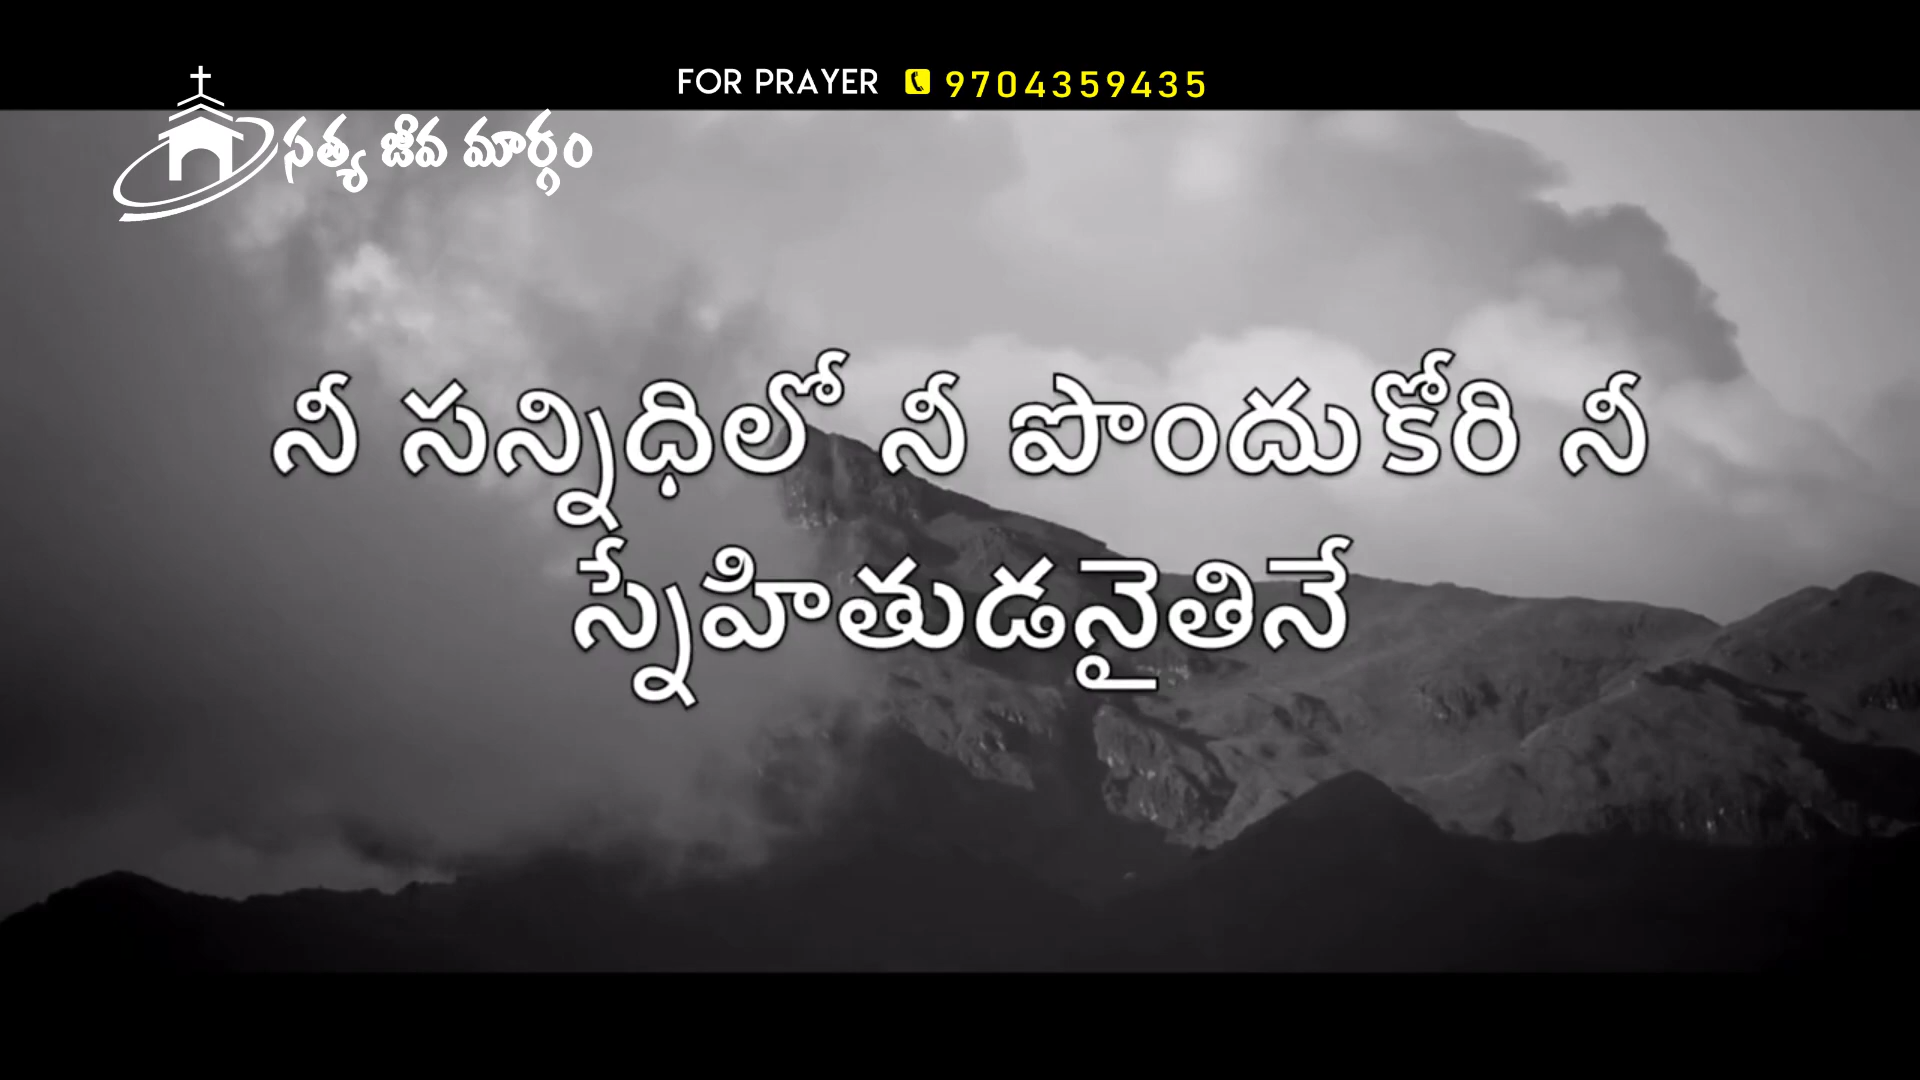 FOR PRAYER 9704359435
సత్య జీవ మార్గం
నీ సన్నిధిలో నీ పొందుకోరి నీ
స్నేహితుడనైతినే